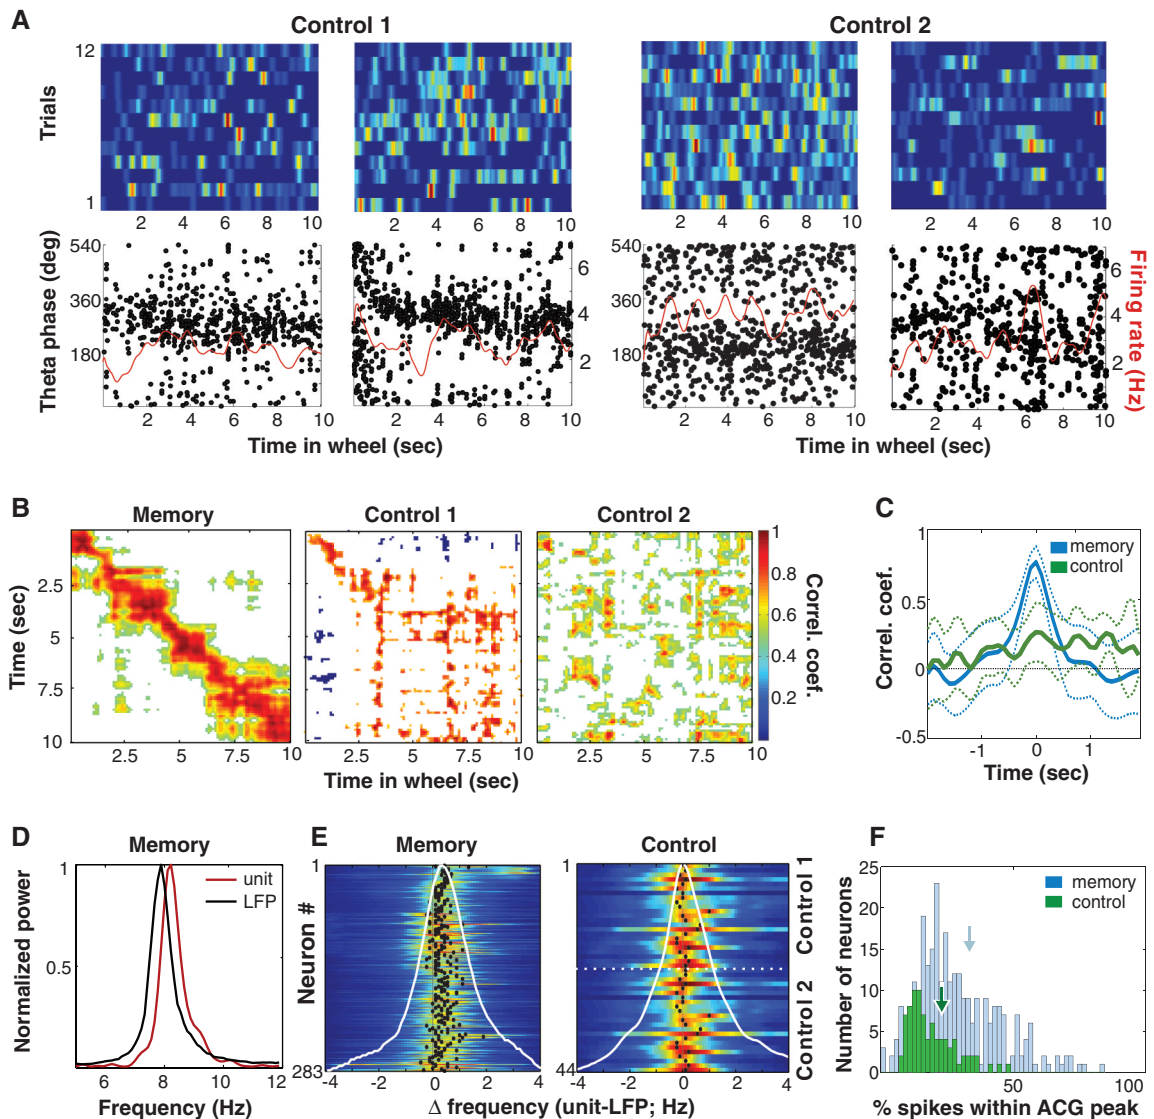 A
Control 1
Control 2
12
Trials
1
2 4 6 8 10
2 4 6 8 10
2 4 6 8 10
2 4 6 8 10
Theta phase (deg)
540
360
180
6
4
2
540
360
180
6
4
2
Firing rate (Hz)
2 4 6 8 10
2 4 6 8 10
2 4 6 8 10
2 4 6 8 10
Time in wheel (sec)
Time in wheel (sec)
B
Memory
Control 1
Control 2
Time (sec)
2.5
5
7.5
10
2.5 5 7.5 10
2.5 5 7.5 10
2.5 5 7.5 10
Time in wheel (sec)
1
0.8
0.6
0.4
0.2
Correl. coef.
C
1
0.5
0
-0.5
Correl. coef.
memory
control
-1 0 1
Time (sec)
D
Memory
Normalized power
1
0.5
unit
LFP
6 8 10 12
Frequency (Hz)
E
Memory
Control
Neuron #
1
283
1
44
Control 1
Control 2
-4 -2 0 2 4
-4 -2 0 2 4
Δ frequency (unit-LFP; Hz)
F
Number of neurons
25
20
15
10
5
0
memory
control
50 100
% spikes within ACG peak